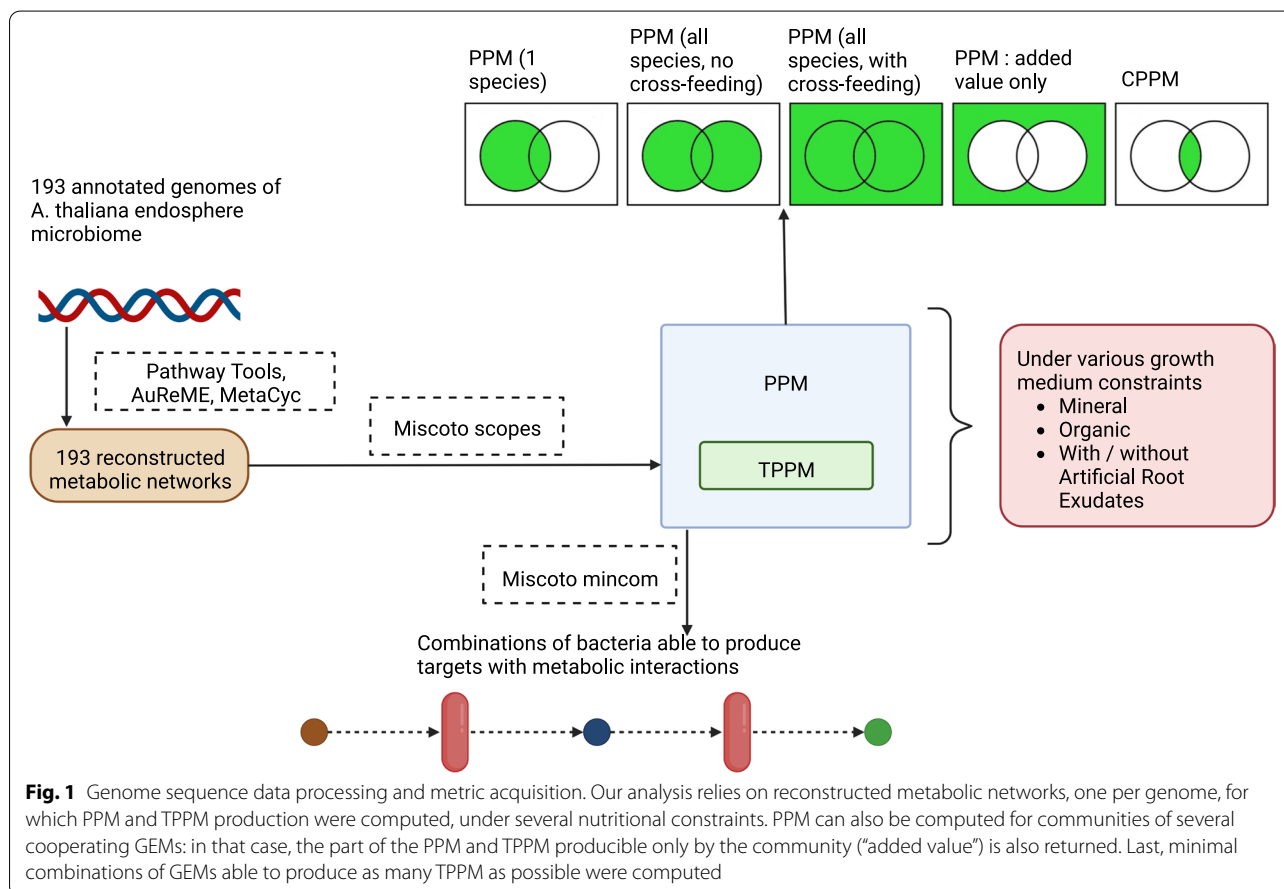 PPM (1
species)
PPM (all
species, no
cross-feeding)
PPM (all
species, with
cross-feeding)
PPM : added
value only
CPPM
193 annotated genomes of
A. thaliana endosphere
microbiome
Pathway Tools,
AuReME, MetaCyc
193 reconstructed
metabolic networks
Miscoto scopes
PPM
TPPM
Under various growth
medium constraints
• Mineral
• Organic
• With / without
Artificial Root
Exudates
Miscoto mincom
Combinations of bacteria able to produce
targets with metabolic interactions
Fig. 1 Genome sequence data processing and metric acquisition. Our analysis relies on reconstructed metabolic networks, one per genome, for
which PPM and TPPM production were computed, under several nutritional constraints. PPM can also be computed for communities of several
cooperating GEMs: in that case, the part of the PPM and TPPM producible only by the community (“added value”) is also returned. Last, minimal
combinations of GEMs able to produce as many TPPM as possible were computed